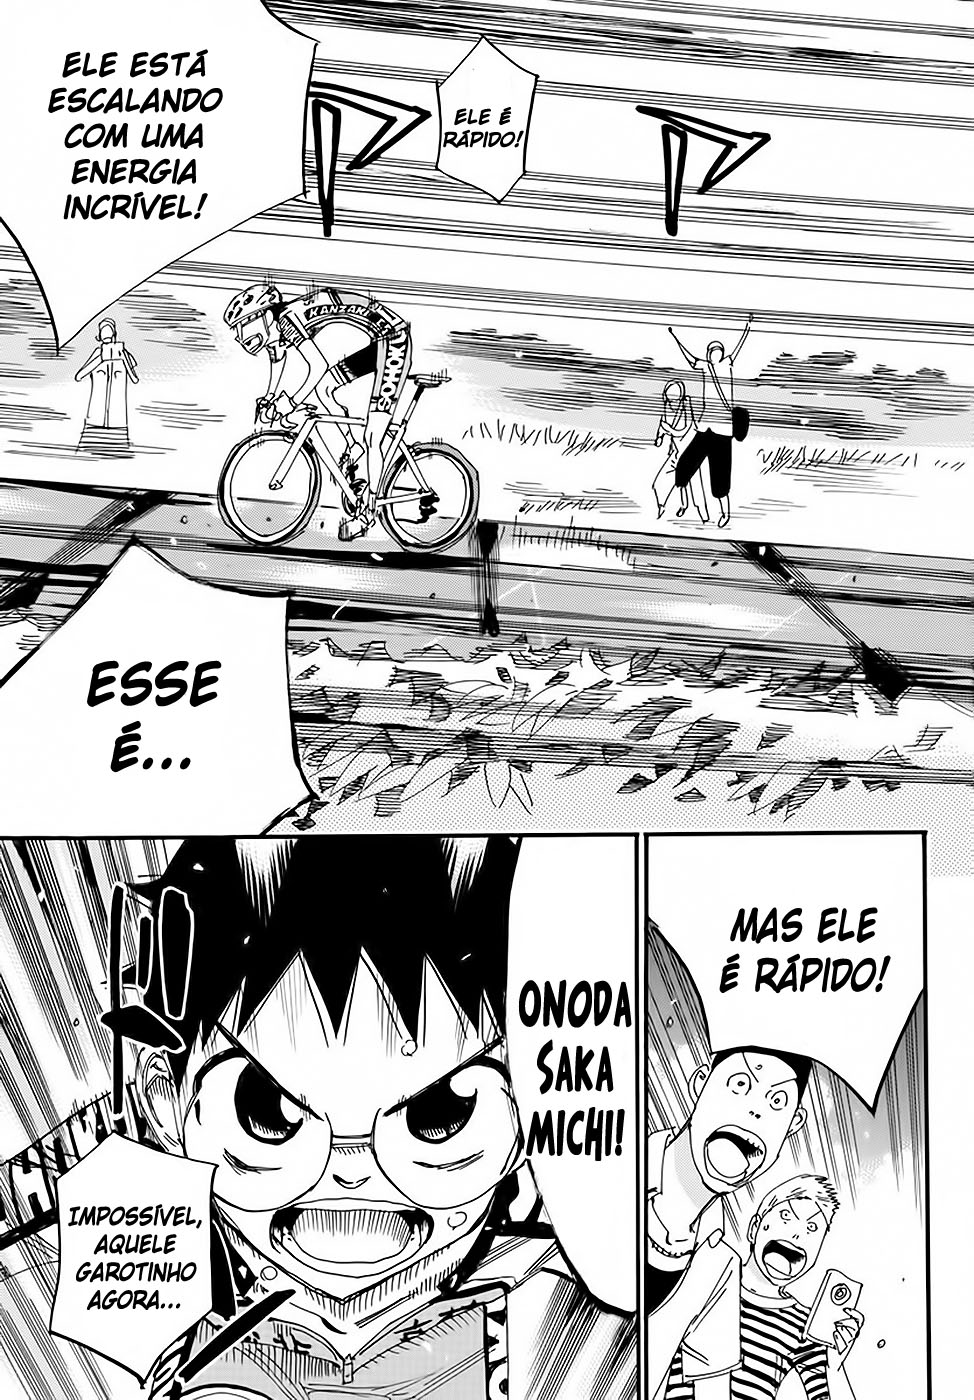 ELE É
RÁPIDO!
ELE ESTÁ
ESCALANDO
COM UMA
ENERGIA
INCRÍVEL!
KANZAKI
SOHOKU
ESSE
É...
MAS ELE
É RÁPIDO!
ONODA
SAKA
MICHI!
IMPOSSÍVEL,
AQUELE
GAROTINHO
AGORA...